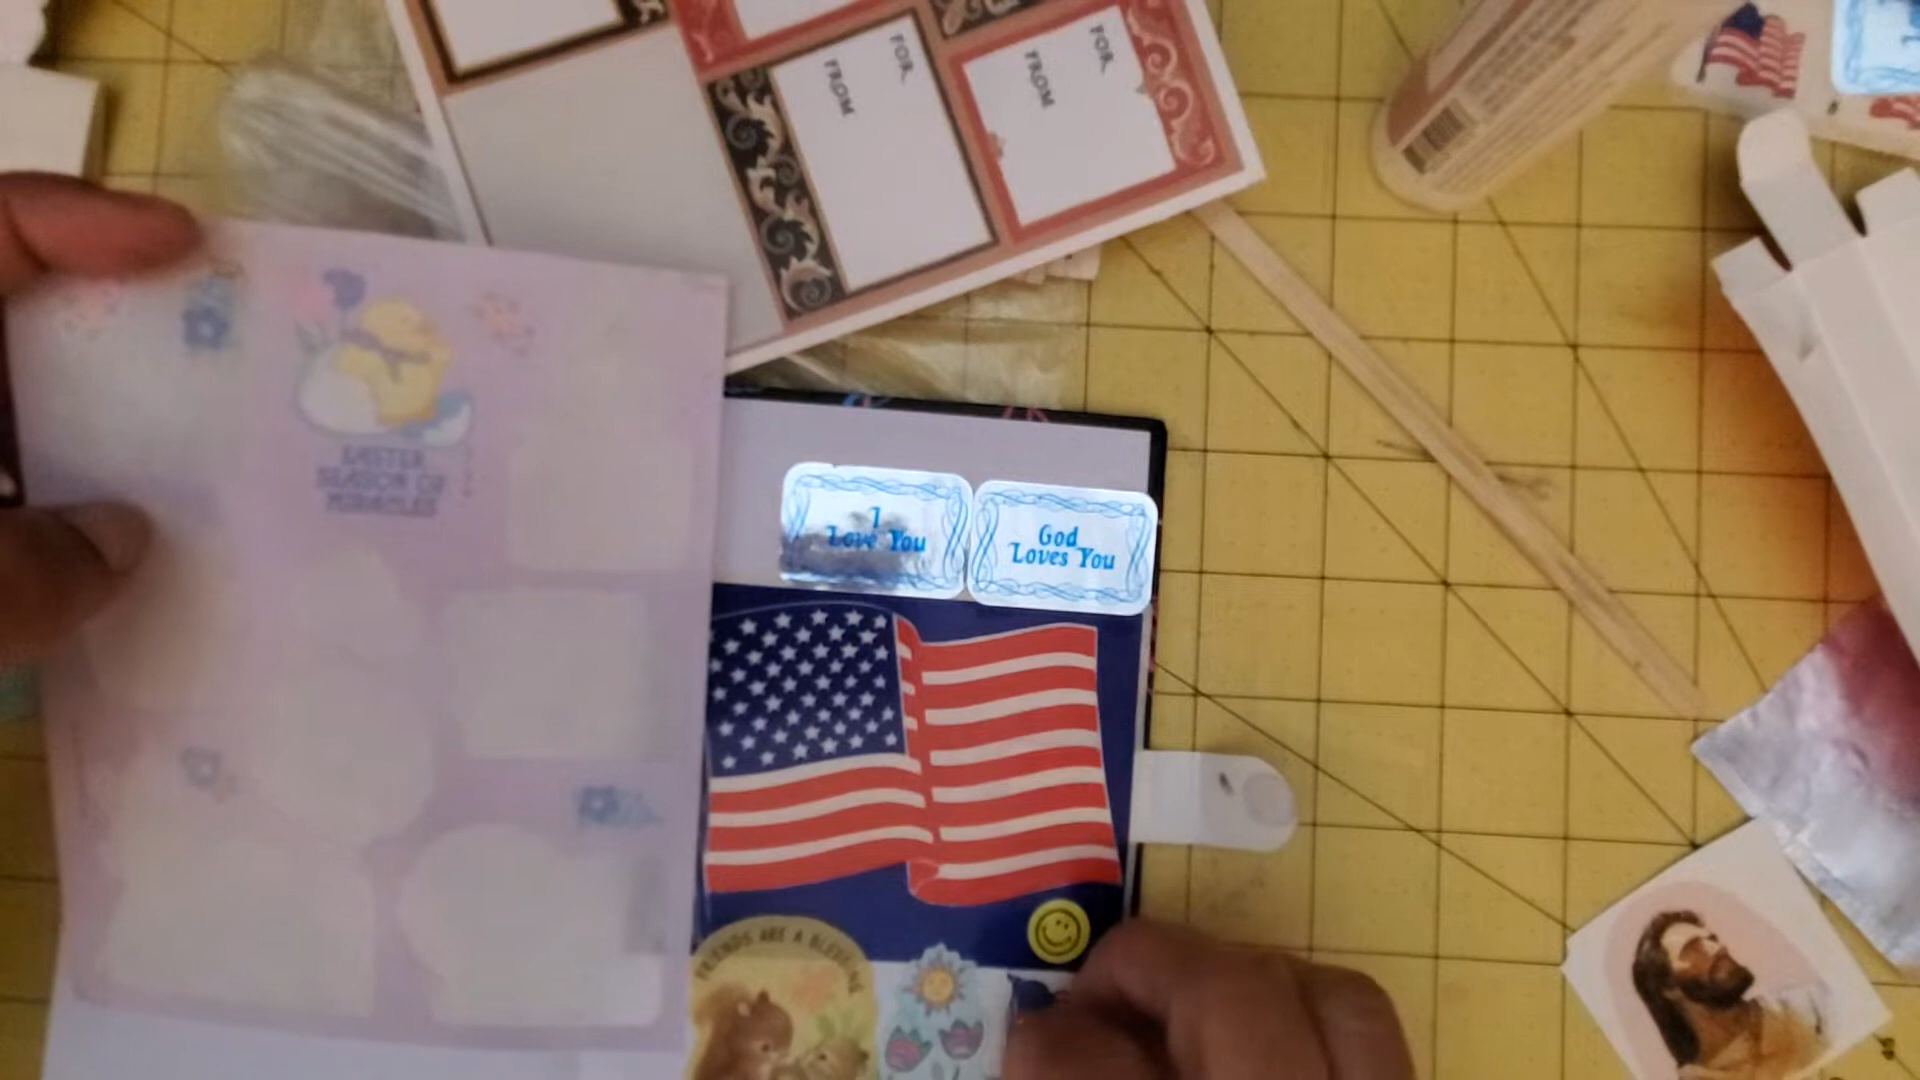 FOR
FROM
FOR
FROM
EASTER
SEASON OF
MIRACLES
I
Love You
God
Loves You
FRIENDS ARE A BLESSING